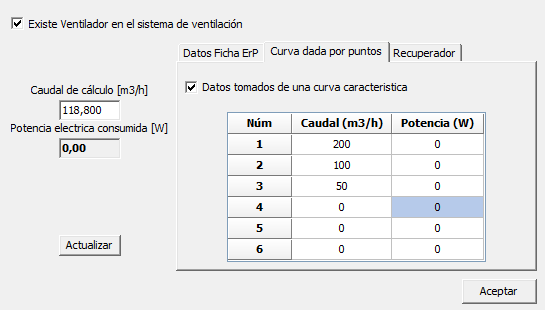 Existe Ventilador en el sistema de ventilación
Datos Ficha ErP Curva dada por puntos Recuperador
Caudal de cálculo [m3/h]
118,800
Potencia electrica consumida [W]
0,00
Actualizar
Datos tomados de una curva caracteristica
Núm Caudal (m3/h) Potencia (W)
1 200 0
2 100 0
3 50 0
4 0 0
5 0 0
6 0 0
Aceptar